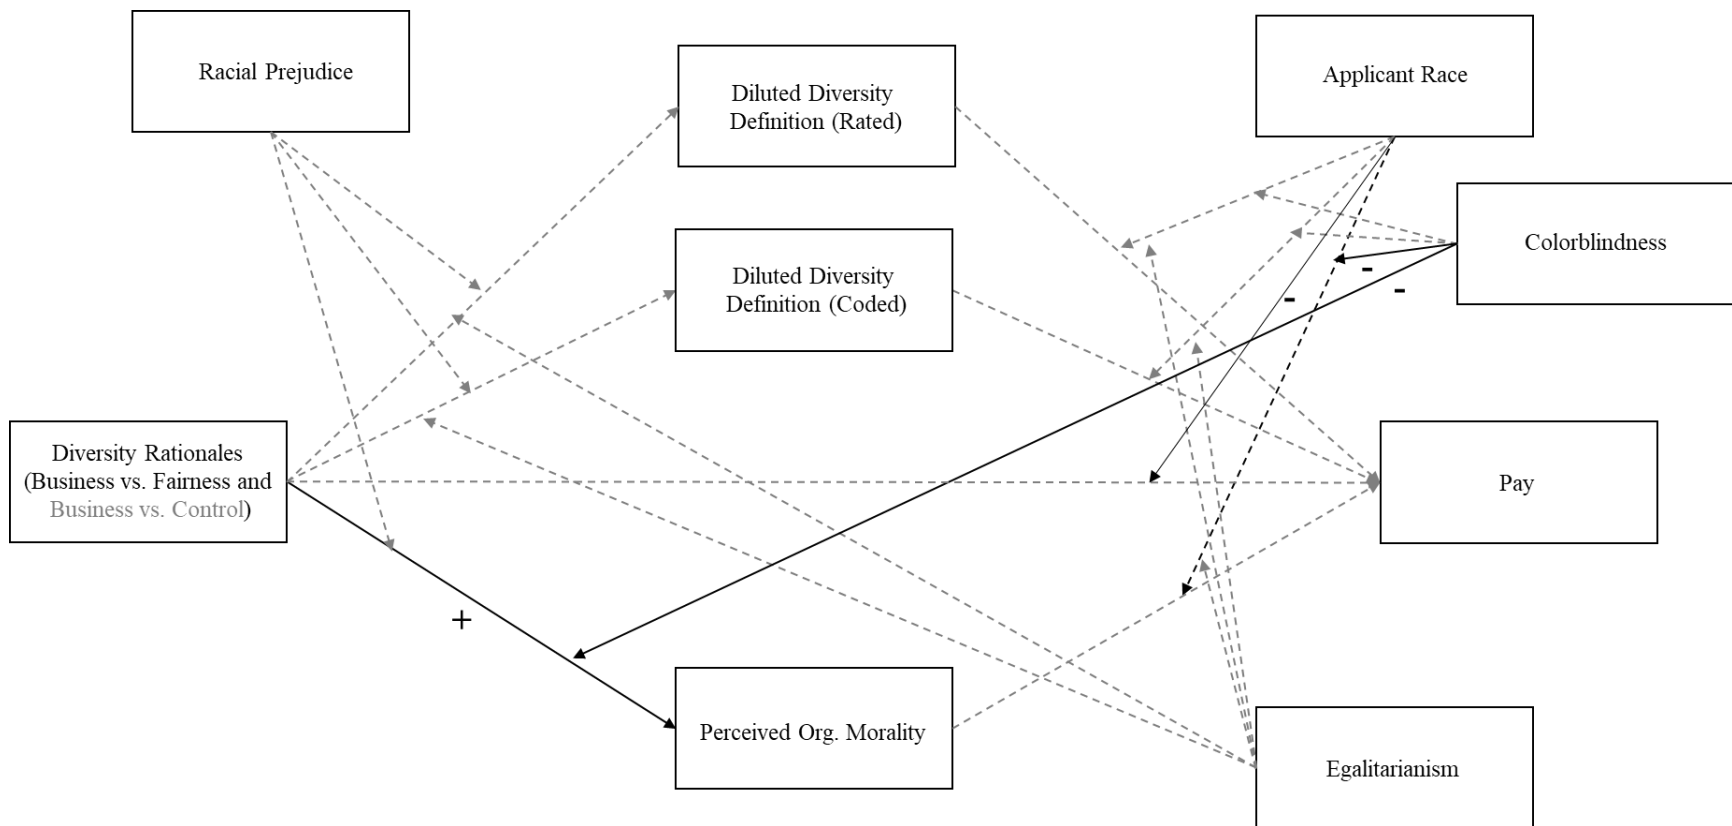 Racial Prejudice
Diluted Diversity
Definition (Rated)
Applicant Race
Colorblindness
Diluted Diversity
Definition (Coded)
-
-
-
Diversity Rationales
(Business vs. Fairness and
Business vs. Control)
Pay
+
Perceived Org. Morality
Egalitarianism